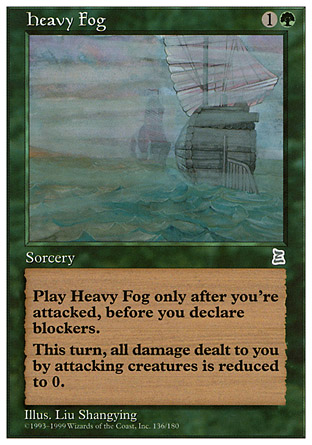 Heavy Fog
1
Sorcery
Play Heavy Fog only after you're
attacked, before you declare
blockers.
This turn, all damage dealt to you
by attacking creatures is reduced
to 0.
Illus. Liu Shangying
©1993-1999 Wizards of the Coast, Inc. 136/180